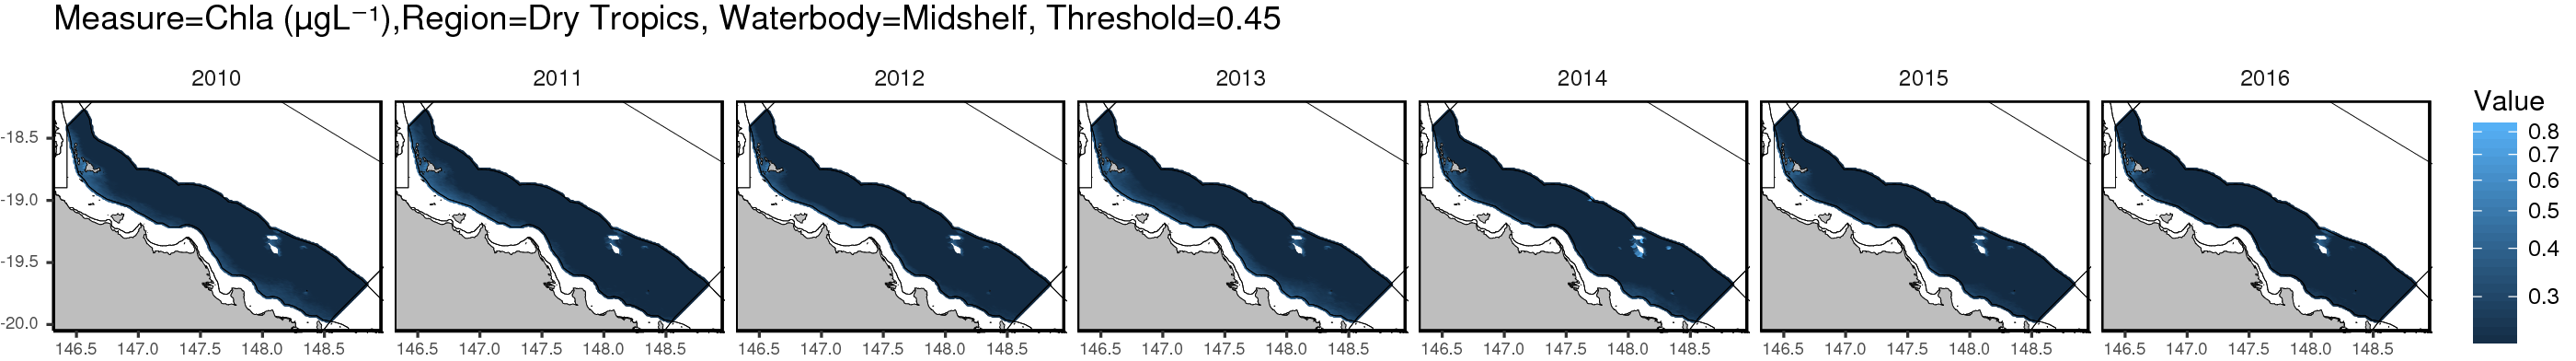 Measure=Chla (µgL⁻¹),Region=Dry Tropics, Waterbody=Midshelf, Threshold=0.45
2010 2011 2012 2013 2014 2015 2016
Value
0.8
0.7
0.6
0.5
0.4
0.3
-18.5
-19.0
-19.5
-20.0
146.5 147.0 147.5 148.0 148.5 146.5 147.0 147.5 148.0 148.5 146.5 147.0 147.5 148.0 148.5 146.5 147.0 147.5 148.0 148.5 146.5 147.0 147.5 148.0 148.5 146.5 147.0 147.5 148.0 148.5 146.5 147.0 147.5 148.0 148.5